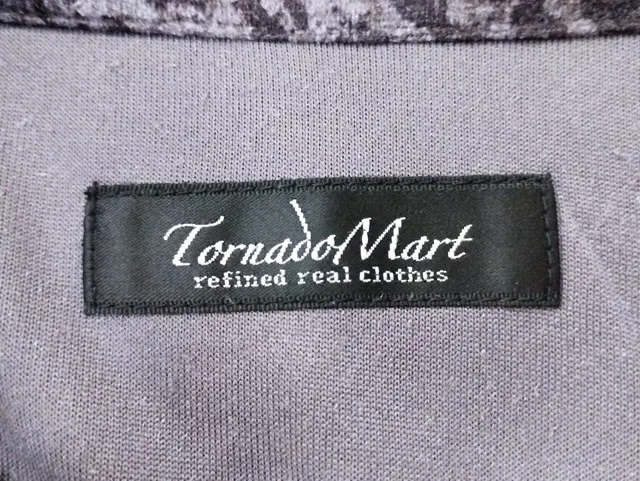 TornadoMart
refined real clothes